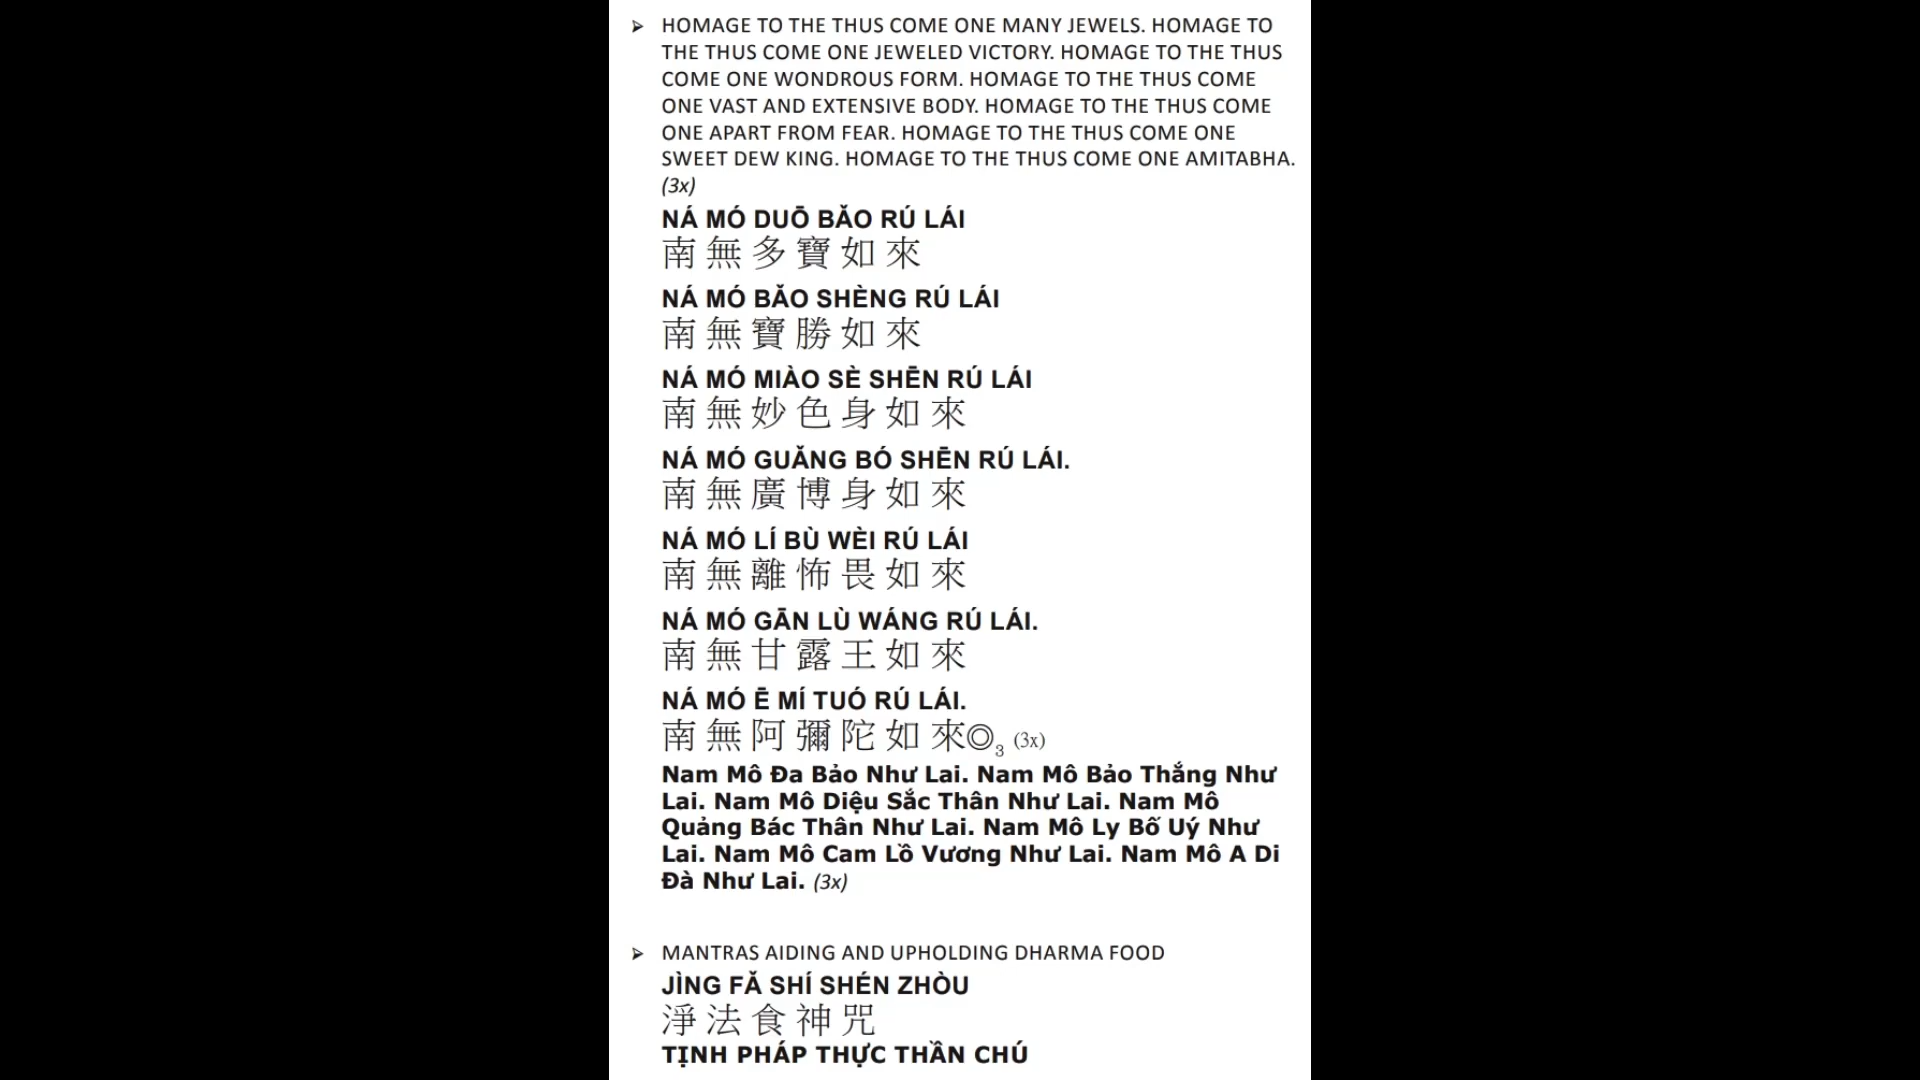 ➢ HOMAGE TO THE THUS COME ONE MANY JEWELS. HOMAGE TO
THE THUS COME ONE JEWELED VICTORY. HOMAGE TO THE THUS
COME ONE WONDROUS FORM. HOMAGE TO THE THUS COME
ONE VAST AND EXTENSIVE BODY. HOMAGE TO THE THUS COME
ONE APART FROM FEAR. HOMAGE TO THE THUS COME ONE
SWEET DEW KING. HOMAGE TO THE THUS COME ONE AMITABHA.
(3x)
NÁ MÓ DUŌ BǍO RÚ LÁI
南 無 多 寶 如 來
NÁ MÓ BǍO SHÈNG RÚ LÁI
南 無 寶 勝 如 來
NÁ MÓ MIÀO SÈ SHĒN RÚ LÁI
南 無 妙 色 身 如 來
NÁ MÓ GUǍNG BÓ SHĒN RÚ LÁI.
南 無 廣 博 身 如 來
NÁ MÓ LÍ BÙ WÈI RÚ LÁI
南 無 離 怖 畏 如 來
NÁ MÓ GĀN LÙ WÁNG RÚ LÁI.
南 無 甘 露 王 如 來
NÁ MÓ Ē MÍ TUÓ RÚ LÁI.
南 無 阿 彌 陀 如 來◎3 (3x)
Nam Mô Đa Bảo Như Lai. Nam Mô Bảo Thắng Như
Lai. Nam Mô Diệu Sắc Thân Như Lai. Nam Mô
Quảng Bác Thân Như Lai. Nam Mô Ly Bố Uý Như
Lai. Nam Mô Cam Lồ Vương Như Lai. Nam Mô A Di
Đà Như Lai. (3x)
➢ MANTRAS AIDING AND UPHOLDING DHARMA FOOD
JÌNG FǍ SHÍ SHÉN ZHÒU
淨 法 食 神 咒
TỊNH PHÁP THỰC THẦN CHÚ